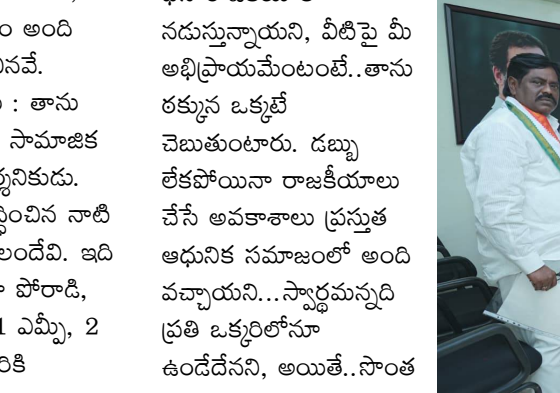 ం అంది
నవే.
: తాను
సామాజిక
ర్శనికుడు.
ధించిన నాటి
లందేవి. ఇది
పోరాడి,
1 ఎమ్పీ, 2
రికి
నడుస్తున్నాయని, వీటిపై మీ
అభిప్రాయమేంటంటే..తాను
ఠక్కున ఒక్కటే
చెబుతుంటారు. డబ్బు
లేకపోయినా రాజకీయాలు
చేసే అవకాశాలు ప్రస్తుత
ఆధునిక సమాజంలో అంది
వచ్చాయని...స్వార్థమన్నది
ప్రతి ఒక్కరిలోనూ
ఉండేదేనని, అయితే..సొంత